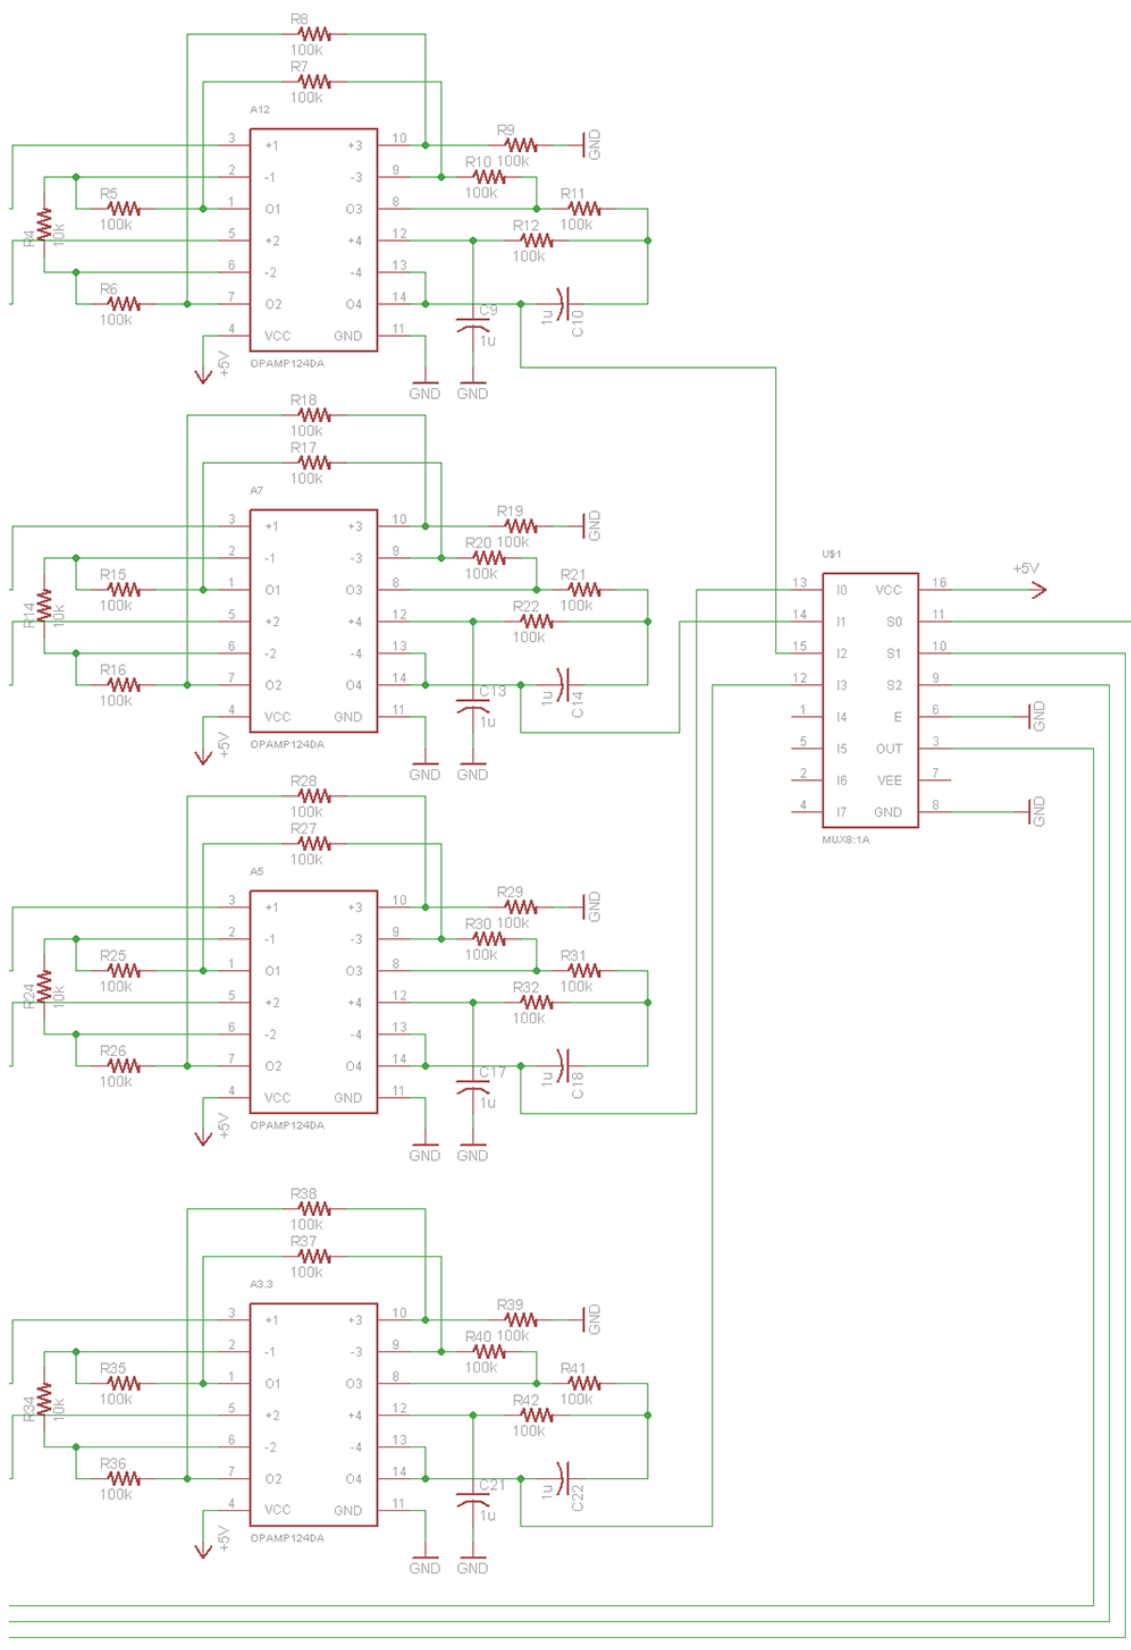 R8
100k
R7
100k
A12
3 +1 +3 10
R9
100k
GND
2 -1 -3 9
R10
100k
R5
100k
1 O1 O3 8
R11
100k
R4
10k
5 +2 +4 12
R12
100k
6 -2 -4 13
R6
100k
7 O2 O4 14
C9
1u
1u
C10
4 VCC GND 11
+5V
OPAMP124DA
GND
GND
R18
100k
R17
100k
A7
3 +1 +3 10
R19
100k
GND
2 -1 -3 9
R20
100k
R15
100k
1 O1 O3 8
R21
100k
R14
10k
5 +2 +4 12
R22
100k
6 -2 -4 13
R16
100k
7 O2 O4 14
C13
1u
1u
C14
4 VCC GND 11
+5V
OPAMP124DA
GND
GND
U$1
+5V
13 I0 VCC 16
14 I1 S0 11
15 I2 S1 10
12 I3 S2 9
1 I4 E 6
GND
5 I5 OUT 3
2 I6 VEE 7
4 I7 GND 8
GND
MUX8:1A
R28
100k
R27
100k
A5
3 +1 +3 10
R29
100k
GND
2 -1 -3 9
R30
100k
R25
100k
1 O1 O3 8
R31
100k
R24
10k
5 +2 +4 12
R32
100k
6 -2 -4 13
R26
100k
7 O2 O4 14
C17
1u
1u
C18
4 VCC GND 11
+5V
OPAMP124DA
GND
GND
R38
100k
R37
100k
A3.3
3 +1 +3 10
R39
100k
GND
2 -1 -3 9
R40
100k
R35
100k
1 O1 O3 8
R41
100k
R34
10k
5 +2 +4 12
R42
100k
6 -2 -4 13
R36
100k
7 O2 O4 14
C21
1u
1u
C22
4 VCC GND 11
+5V
OPAMP124DA
GND
GND